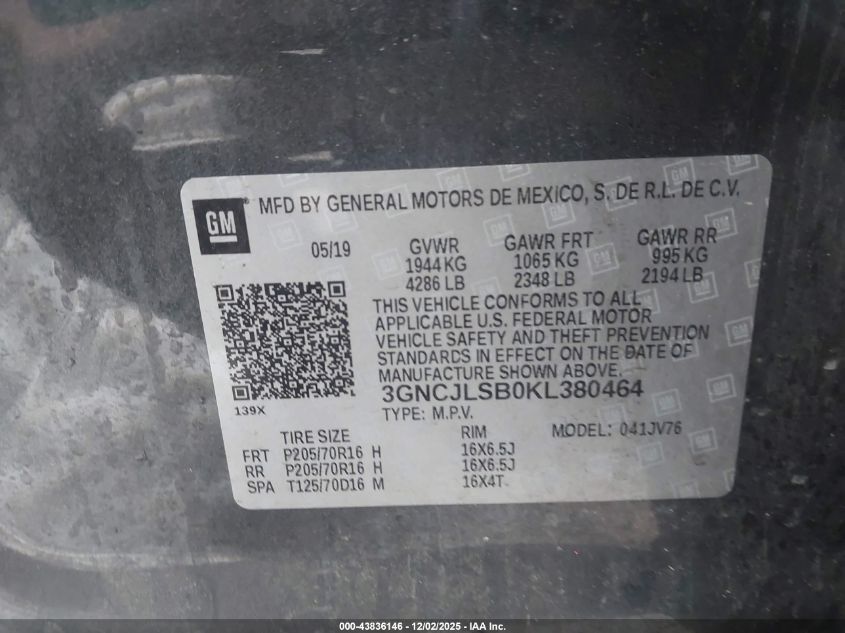 GM
MFD BY GENERAL MOTORS DE MEXICO, S. DE R.L. DE C.V.
05/19 GVWR GAWR FRT GAWR RR
1944 KG 1065 KG 995 KG
4286 LB 2348 LB 2194 LB
THIS VEHICLE CONFORMS TO ALL
APPLICABLE U.S. FEDERAL MOTOR
VEHICLE SAFETY AND THEFT PREVENTION
STANDARDS IN EFFECT ON THE DATE OF
MANUFACTURE SHOWN ABOVE.
139X
3GNCJLSB0KL380464
TYPE: M.P.V.
TIRE SIZE RIM MODEL: 041JV76
FRT P205/70R16 H 16X6.5J
RR P205/70R16 H 16X6.5J
SPA T125/70D16 M 16X4T
000-43836146 - 12/02/2025 - IAA Inc.